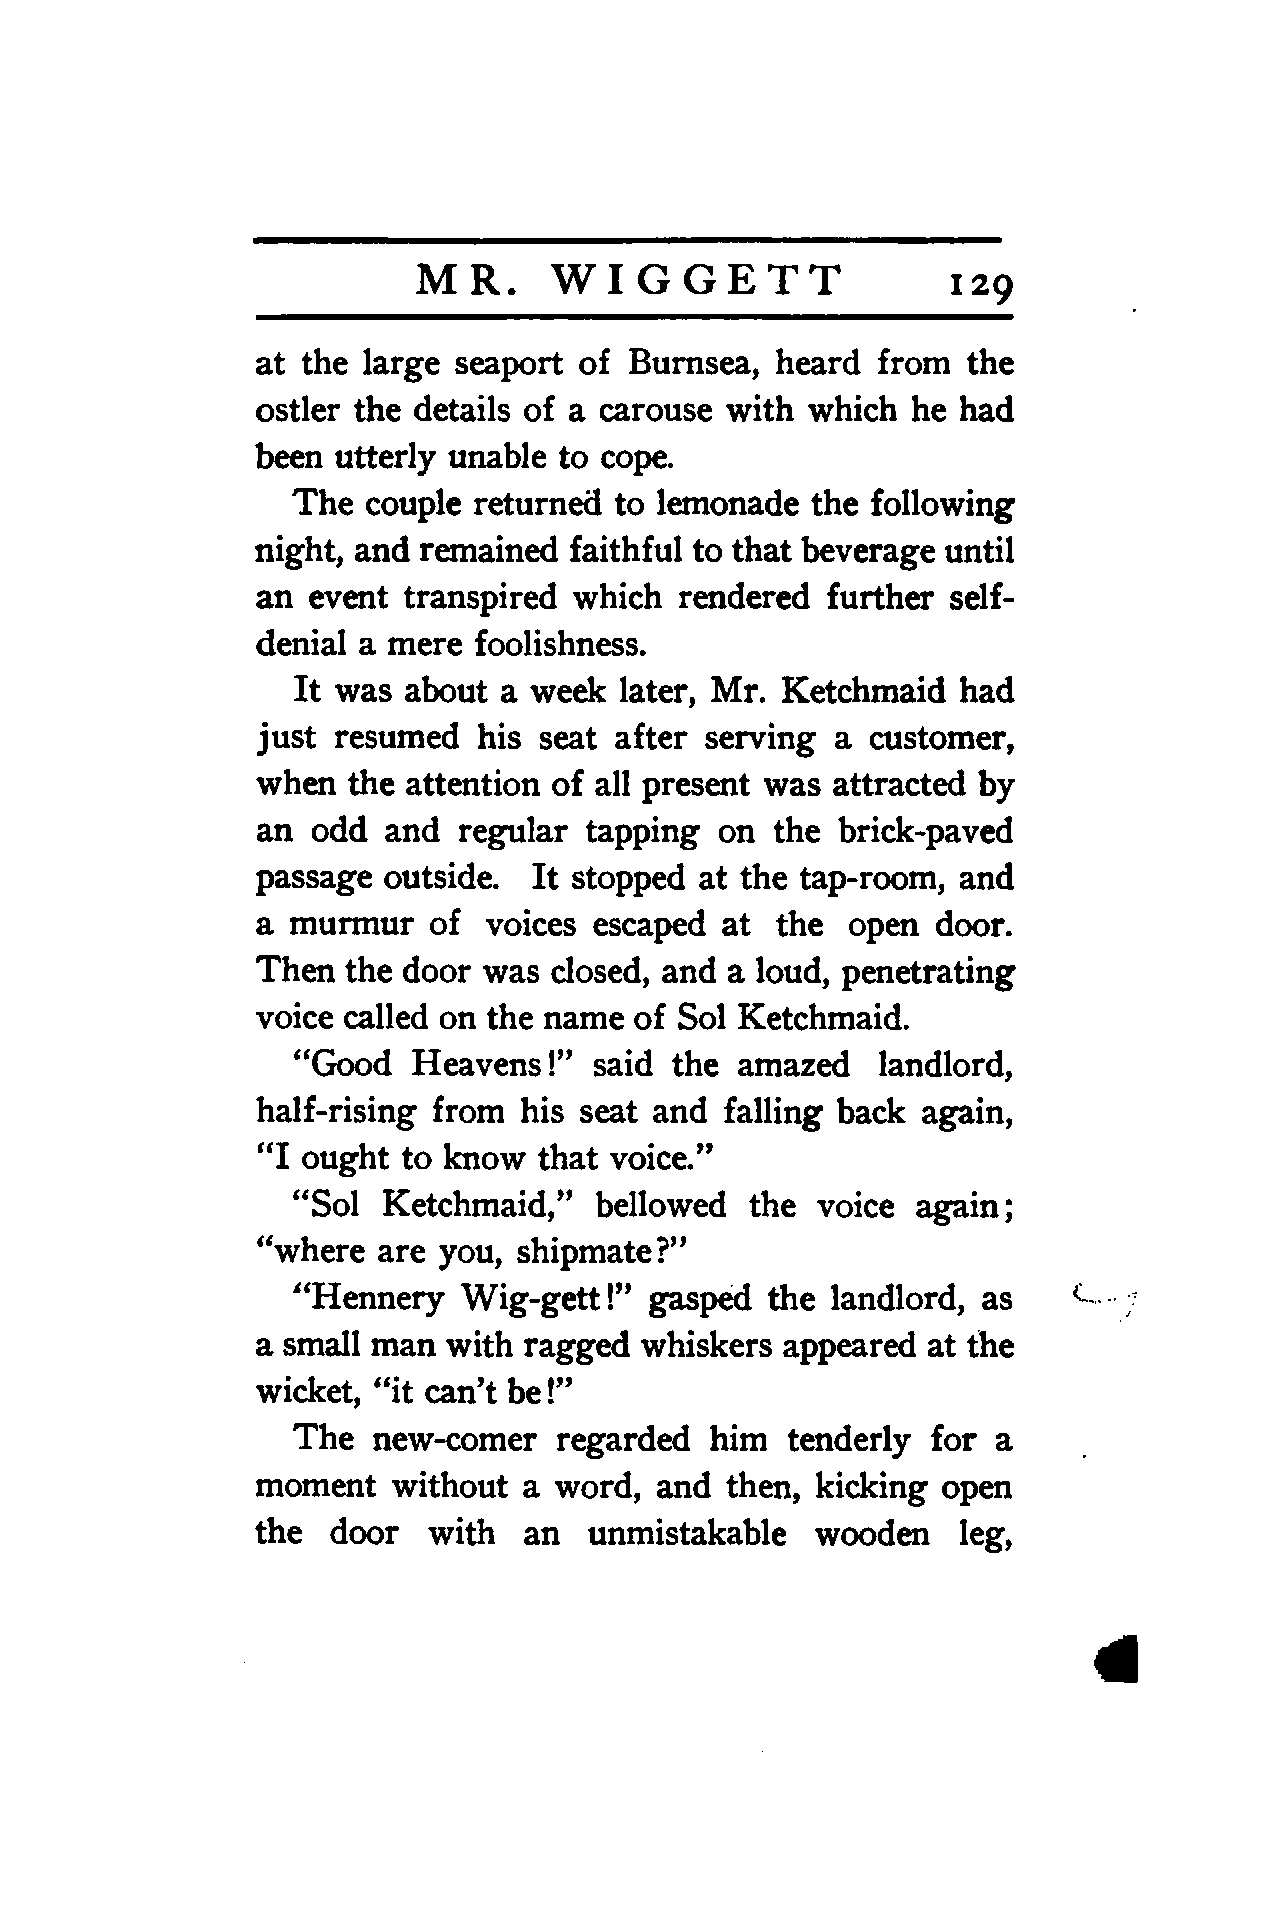 MR. WIGGETT 129
at the large seaport of Burnsea, heard from the
ostler the details of a carouse with which he had
been utterly unable to cope.
The couple returned to lemonade the following
night, and remained faithful to that beverage until
an event transpired which rendered further self-
denial a mere foolishness.
It was about a week later, Mr. Ketchmaid had
just resumed his seat after serving a customer,
when the attention of all present was attracted by
an odd and regular tapping on the brick-paved
passage outside. It stopped at the tap-room, and
a murmur of voices escaped at the open door.
Then the door was closed, and a loud, penetrating
voice called on the name of Sol Ketchmaid.
"Good Heavens!" said the amazed landlord,
half-rising from his seat and falling back again,
"I ought to know that voice."
"Sol Ketchmaid," bellowed the voice again;
"where are you, shipmate?"
"Hennery Wig-gett!" gasped the landlord, as
a small man with ragged whiskers appeared at the
wicket, "it can't be!"
The new-comer regarded him tenderly for a
moment without a word, and then, kicking open
the door with an unmistakable wooden leg,